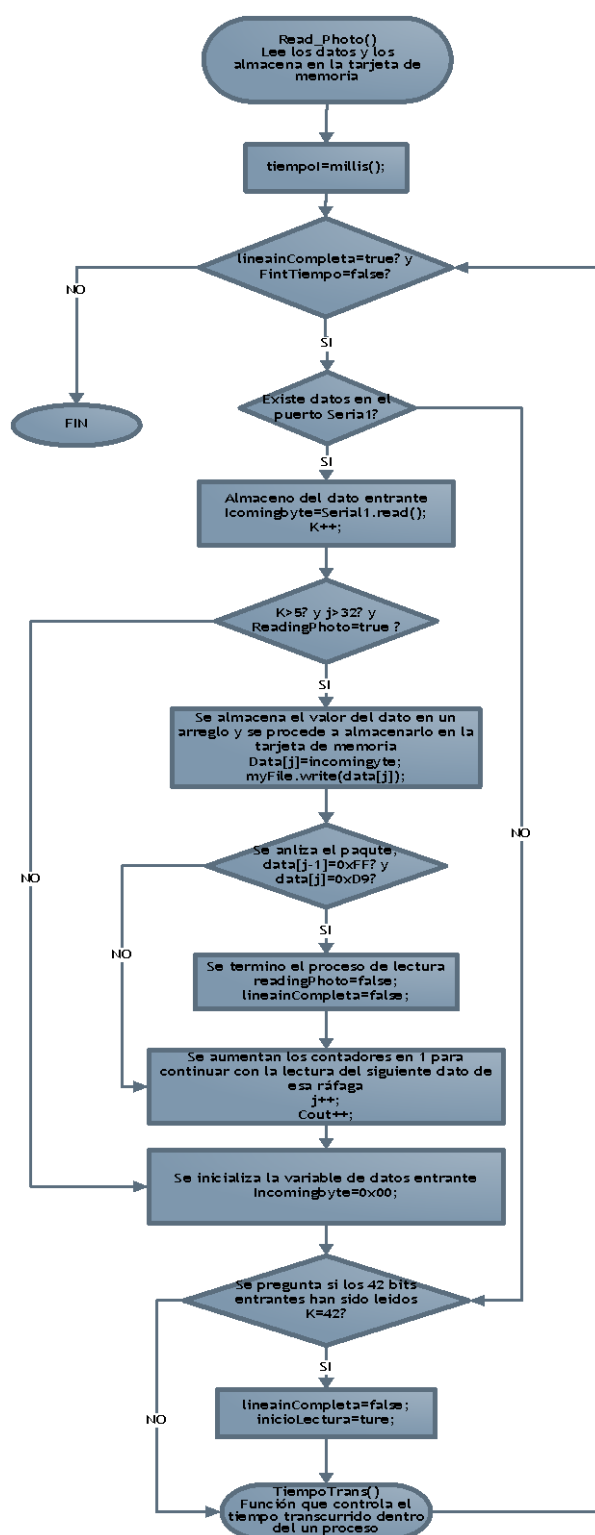 Read_Photo()
Lee los datos y los
almacena en la tarjeta de
memoria
tiempoI=millis();
lineainCompleta=true? y
FintTiempo=false?
NO
SI
FIN
Existe datos en el
puerto Serial1?
SI
Almaceno del dato entrante
Icomingbyte=Serial1.read();
K++;
K>5? y j>32? y
ReadingPhoto=true ?
SI
Se almacena el valor del dato en un
arreglo y se procede a almacenarlo en la
tarjeta de memoria
Data[j]=incomingyte;
myFile.write(data[j]);
NO
Se anliza el paqute,
data[j-1]=0xFF? y
data[j]=0xD9?
NO
SI
NO
Se termino el proceso de lectura
readingPhoto=false;
lineainCompleta=false;
Se aumentan los contadores en 1 para
continuar con la lectura del siguiente dato de
esa ráfaga
j++;
Cout++;
Se inicializa la variable de datos entrante
Incomingbyte=0x00;
Se pregunta si los 42 bits
entrantes han sido leidos
K=42?
SI
NO
lineainCompleta=false;
inicioLectura=ture;
TiempoTrans()
Función que controla el
tiempo transcurrido dentro
del un proceso